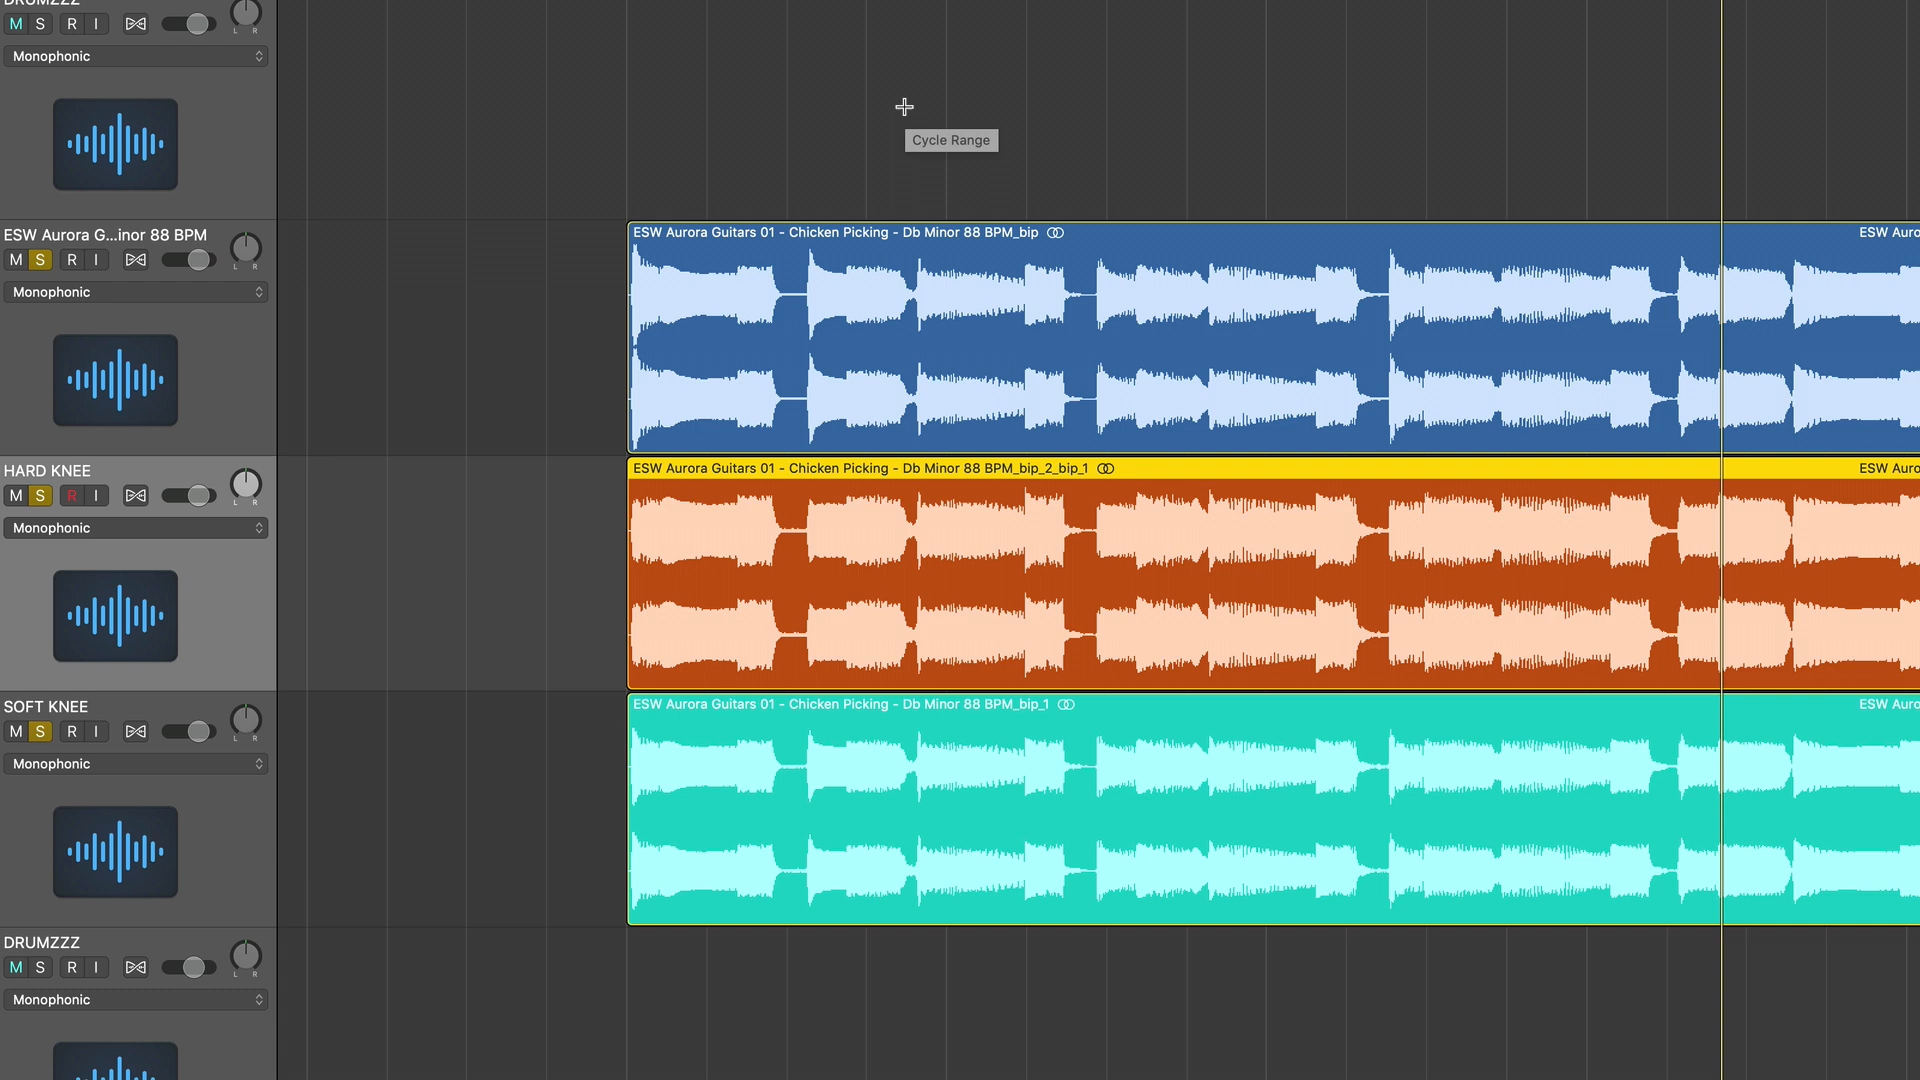 DRUMZZZ
M S R I
L R
Monophonic
Cycle Range
ESW Aurora G...inor 88 BPM
M S R I
L R
Monophonic
ESW Aurora Guitars 01 - Chicken Picking - Db Minor 88 BPM_bip
ESW Auro
HARD KNEE
M S R I
L R
Monophonic
ESW Aurora Guitars 01 - Chicken Picking - Db Minor 88 BPM_bip_2_bip_1
ESW Auro
SOFT KNEE
M S R I
L R
Monophonic
ESW Aurora Guitars 01 - Chicken Picking - Db Minor 88 BPM_bip_1
ESW Auro
DRUMZZZ
M S R I
L R
Monophonic